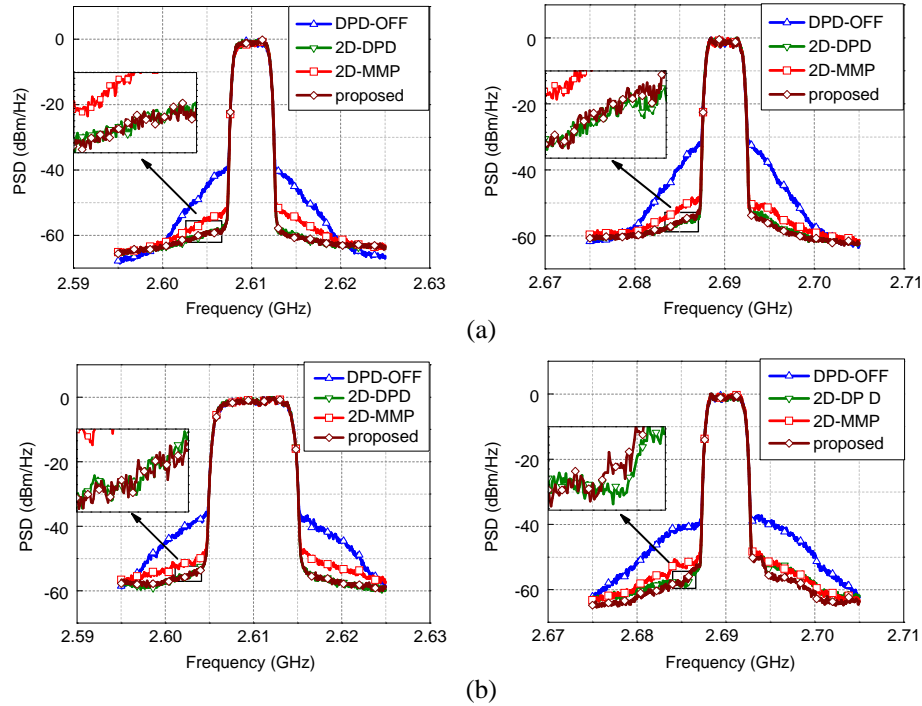 DPD-OFF
2D-DPD
2D-MMP
proposed
0
-20
-40
-60
PSD (dBm/Hz)
2.59 2.60 2.61 2.62 2.63
Frequency (GHz)
DPD-OFF
2D-DPD
2D-MMP
proposed
0
-20
-40
-60
PSD (dBm/Hz)
2.67 2.68 2.69 2.70 2.71
Frequency (GHz)
(a)
DPD-OFF
2D-DPD
2D-MMP
proposed
0
-20
-40
-60
PSD (dBm/Hz)
2.59 2.60 2.61 2.62 2.63
Frequency (GHz)
DPD-OFF
2D-DP D
2D-MMP
proposed
0
-20
-40
-60
PSD (dBm/Hz)
2.67 2.68 2.69 2.70 2.71
Frequency (GHz)
(b)